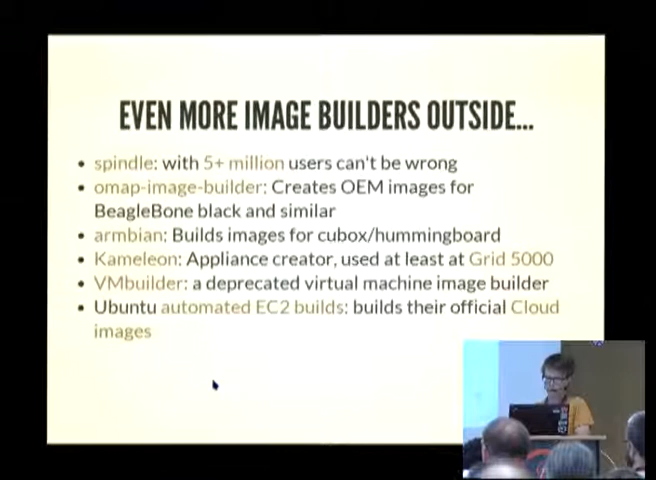 EVEN MORE IMAGE BUILDERS OUTSIDE...
• spindle: with 5+ million users can't be wrong
• omap-image-builder: Creates OEM images for
BeagleBone black and similar
• armbian: Builds images for cubox/hummingboard
• Kameleon: Appliance creator, used at least at Grid 5000
• VMbuilder: a deprecated virtual machine image builder
• Ubuntu automated EC2 builds: builds their official Cloud
images